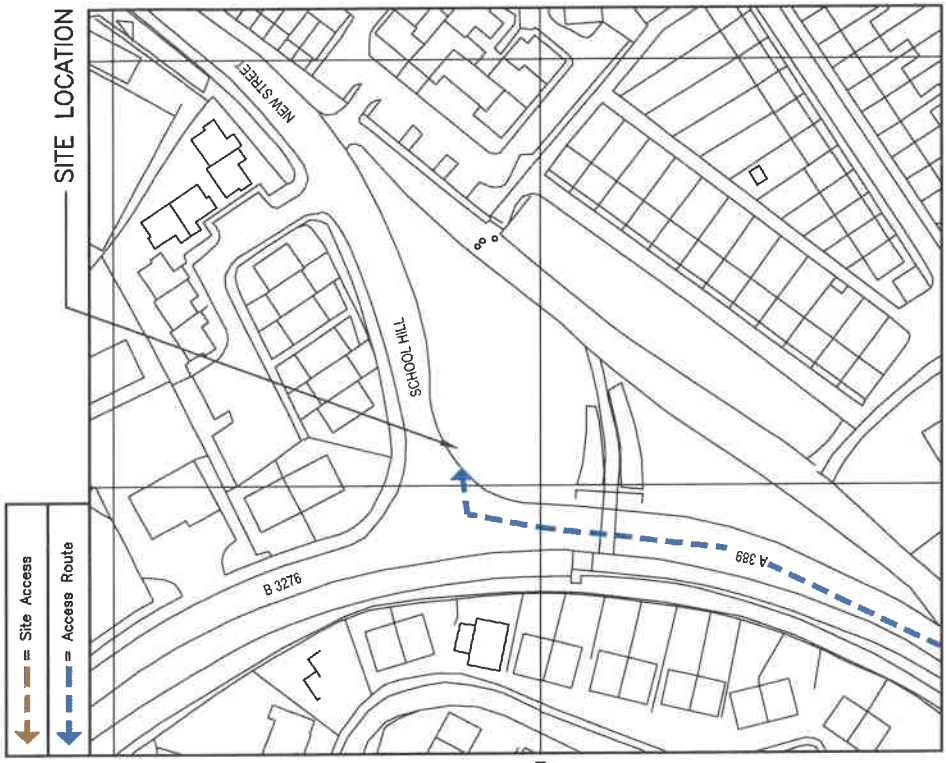 SITE LOCATION
NEW STREET
SCHOOL HILL
B 3276
A 389
= Site Access
= Access Route